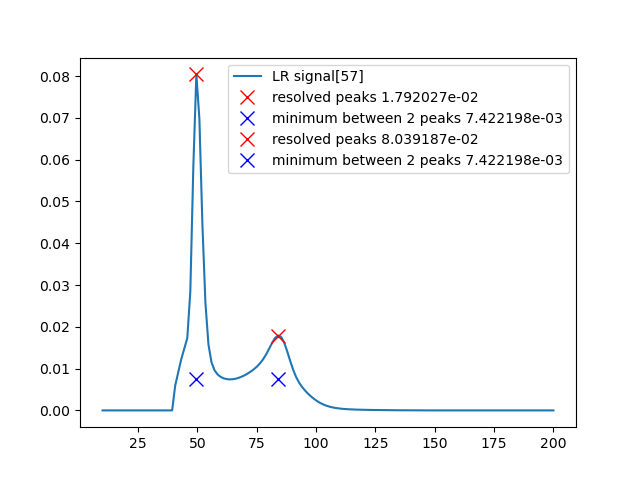 LR signal[57]
resolved peaks 1.792027e-02
minimum between 2 peaks 7.422198e-03
resolved peaks 8.039187e-02
minimum between 2 peaks 7.422198e-03
0.08
0.07
0.06
0.05
0.04
0.03
0.02
0.01
0.00
25 50 75 100 125 150 175 200